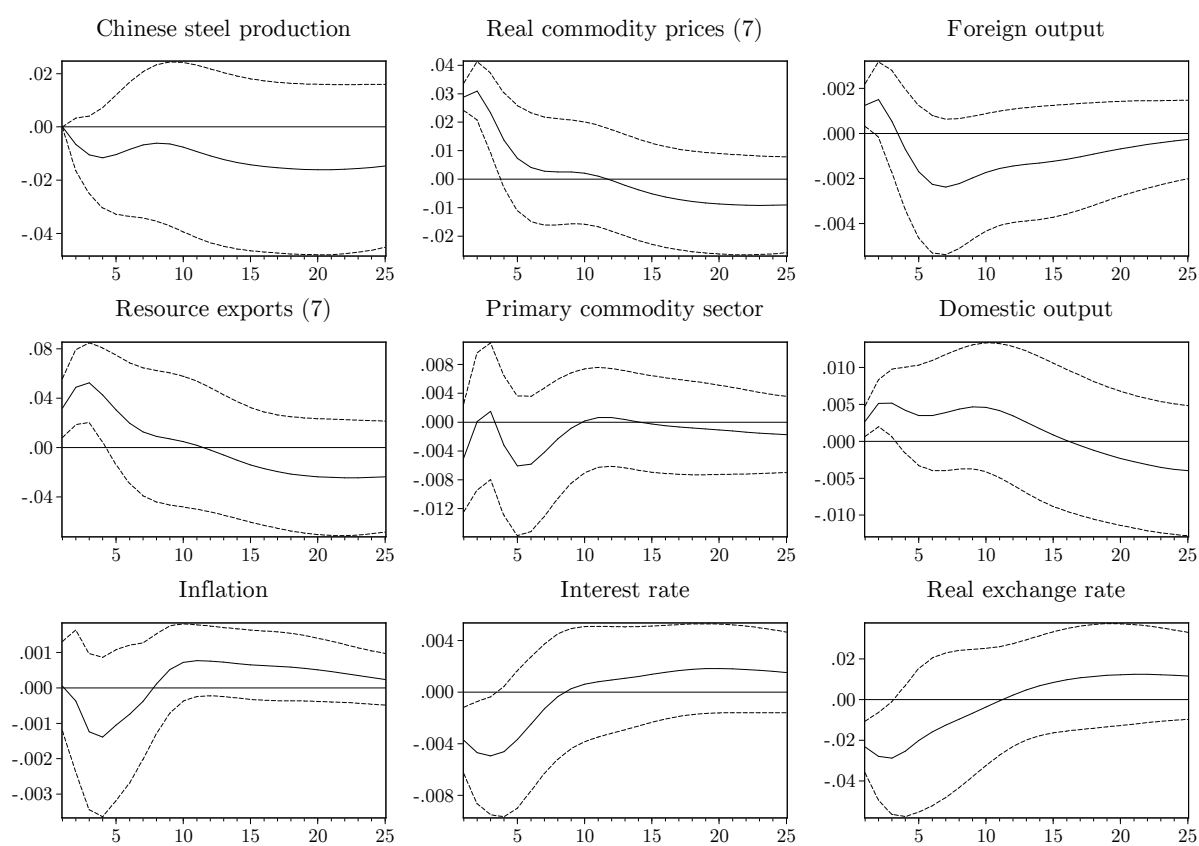 Chinese steel production
Real commodity prices (7)
Foreign output
.02
.00
-.02
-.04
5 10 15 20 25
.04
.03
.02
.01
.00
-.01
-.02
5 10 15 20 25
.002
.000
-.002
-.004
5 10 15 20 25
Resource exports (7)
Primary commodity sector
Domestic output
.08
.04
.00
-.04
5 10 15 20 25
.008
.004
.000
-.004
-.008
-.012
5 10 15 20 25
.010
.005
.000
-.005
-.010
5 10 15 20 25
Inflation
Interest rate
Real exchange rate
.001
.000
-.001
-.002
-.003
5 10 15 20 25
.004
.000
-.004
-.008
5 10 15 20 25
.02
.00
-.02
-.04
5 10 15 20 25